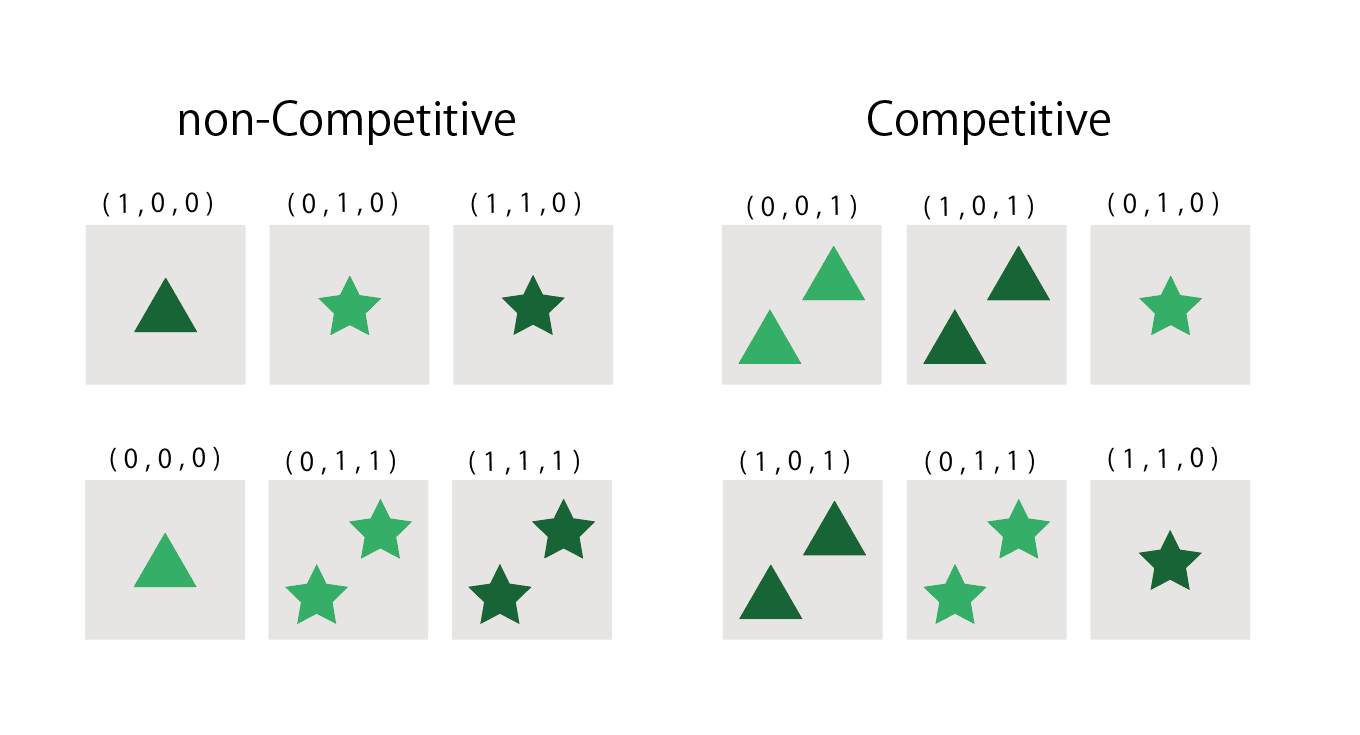 non-Competitive
(1,0,0) (0,1,0) (1,1,0)
(0,0,0) (0,1,1) (1,1,1)
Competitive
(0,0,1) (1,0,1) (0,1,0)
(1,0,1) (0,1,1) (1,1,0)